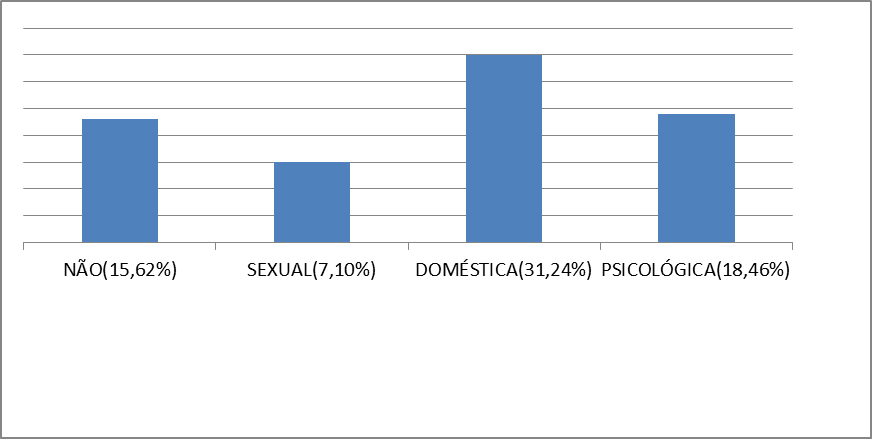 NÃO(15,62%) SEXUAL(7,10%) DOMÉSTICA(31,24%) PSICOLÓGICA(18,46%)